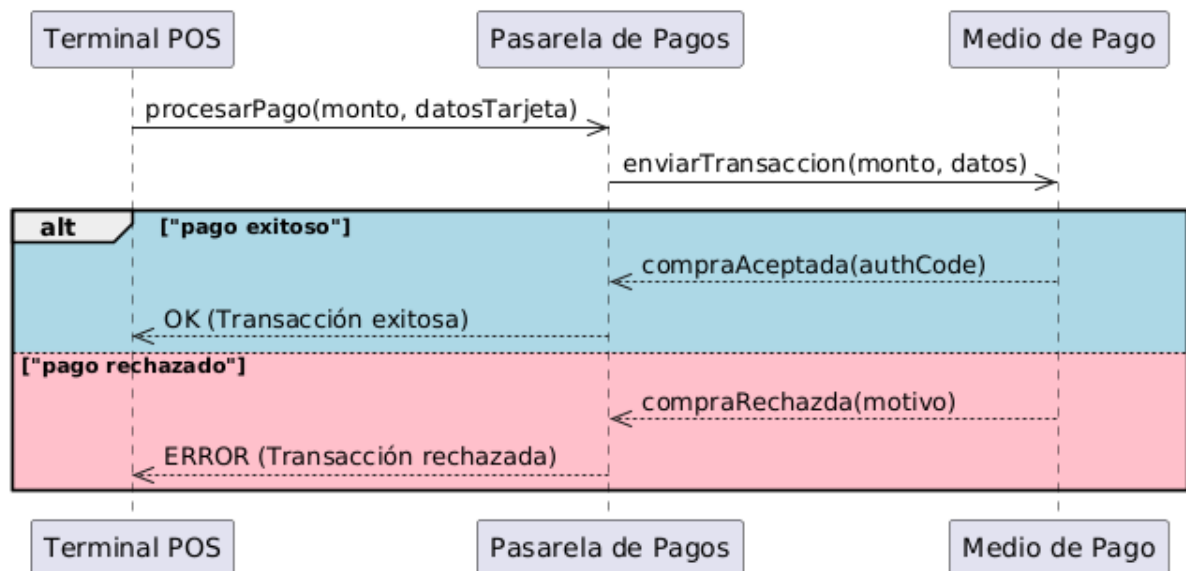 Terminal POS
Pasarela de Pagos
Medio de Pago
procesarPago(monto, datosTarjeta)
enviarTransaccion(monto, datos)
alt
["pago exitoso"]
compraAceptada(authCode)
OK (Transacción exitosa)
["pago rechazado"]
compraRechazda(motivo)
ERROR (Transacción rechazada)
Terminal POS
Pasarela de Pagos
Medio de Pago